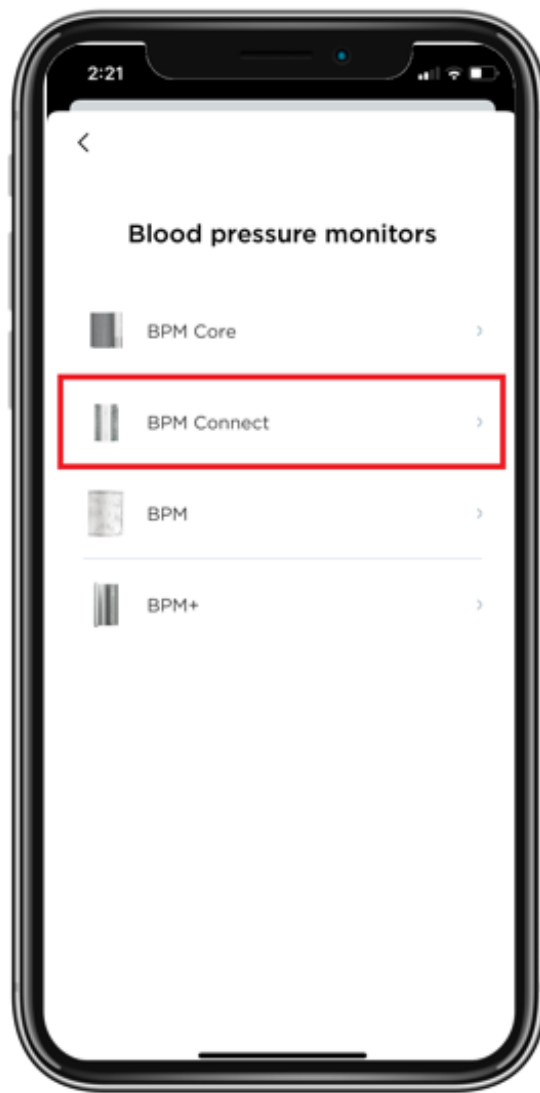 2:21
Blood pressure monitors
BPM Core
BPM Connect
BPM
BPM+